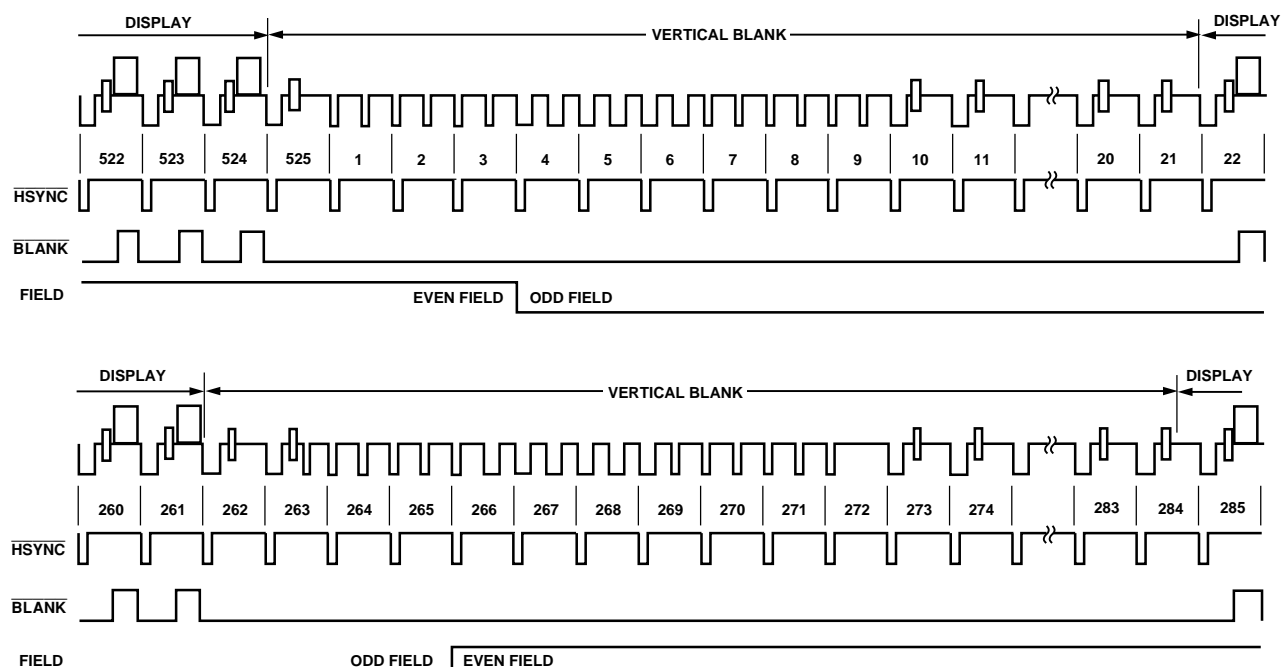 DISPLAY VERTICAL BLANK DISPLAY
522 523 524 525 1 2 3 4 5 6 7 8 9 10 11 20 21 22
HSYNC
BLANK
FIELD EVEN FIELD ODD FIELD
DISPLAY VERTICAL BLANK DISPLAY
260 261 262 263 264 265 266 267 268 269 270 271 272 273 274 283 284 285
HSYNC
BLANK
FIELD ODD FIELD EVEN FIELD